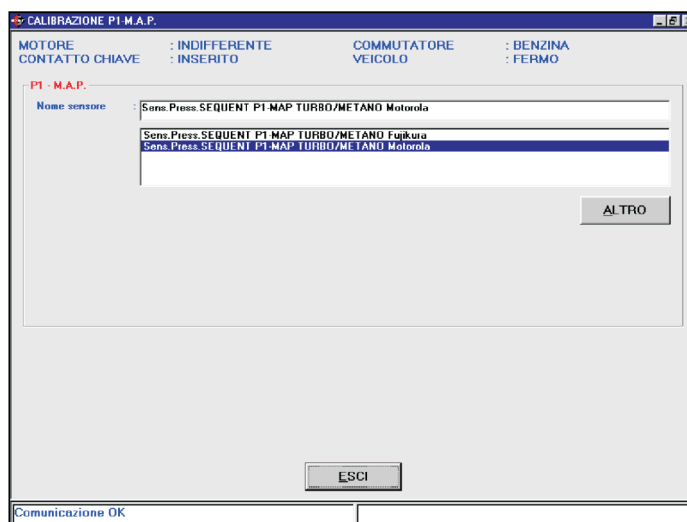 CALIBRAZIONE P1-M.A.P.
MOTORE : INDIFFERENTE COMMUTATORE : BENZINA
CONTATTO CHIAVE : INSERITO VEICOLO : FERMO
P1 - M.A.P.
Nome sensore : Sens.Press.SEQUENT P1-MAP TURBO/METANO Motorola
Sens.Press.SEQUENT P1-MAP TURBO/METANO Fujikura
Sens.Press.SEQUENT P1-MAP TURBO/METANO Motorola
ALTRO
ESCI
Comunicazione OK